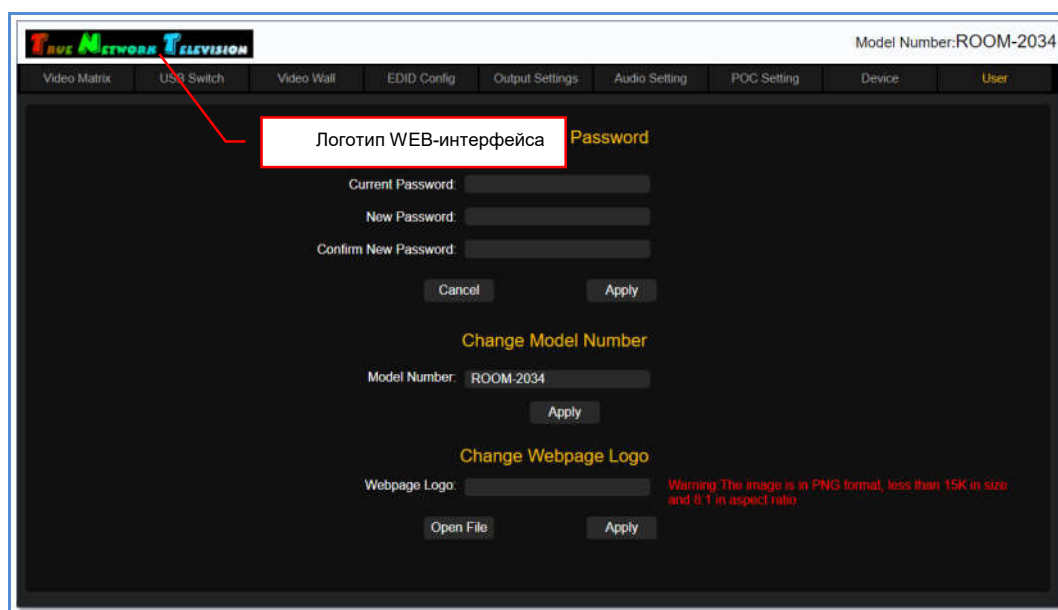 True Network Television
Model Number:ROOM-2034
Video Matrix USB Switch Video Wall EDID Config Output Settings Audio Setting POC Setting Device User
Логотип WEB-интерфейса Password
Current Password:
New Password:
Confirm New Password:
Cancel Apply
Change Model Number
Model Number: ROOM-2034
Apply
Change Webpage Logo
Webpage Logo: Warning:The image is in PNG format, less than 15K in size
and 8:1 in aspect ratio
Open File Apply